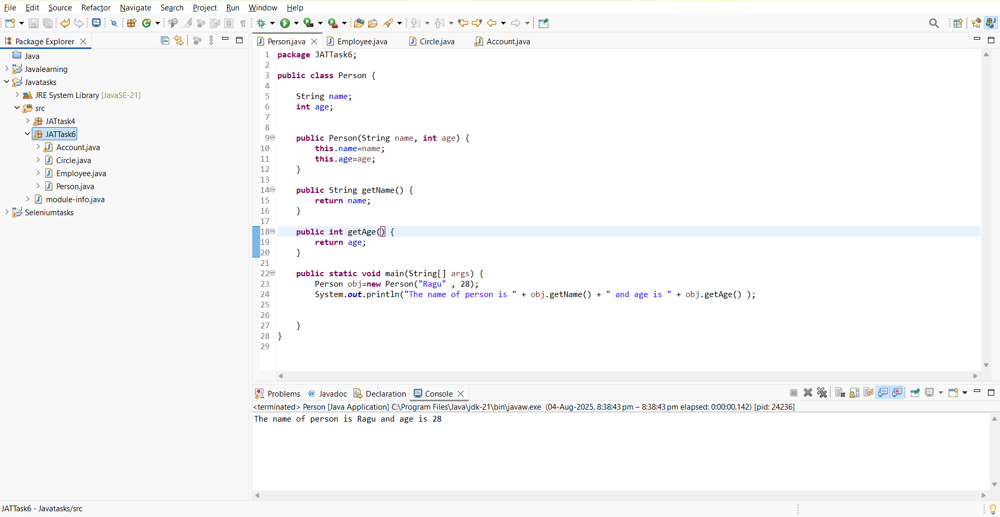 File Edit Source Refactor Navigate Search Project Run Window Help
Package Explorer
Java
Javalearning
Javatasks
JRE System Library [JavaSE-21]
src
JATtask4
JATTask6
Account.java
Circle.java
Employee.java
Person.java
module-info.java
Seleniumtasks
Person.java Employee.java Circle.java Account.java
1 package JATTask6;
2
3 public class Person {
4
5 String name;
6 int age;
7
8
9 public Person(String name, int age) {
10 this.name=name;
11 this.age=age;
12 }
13
14 public String getName() {
15 return name;
16 }
17
18 public int getAge() {
19 return age;
20 }
21
22 public static void main(String[] args) {
23 Person obj=new Person("Ragu" , 28);
24 System.out.println("The name of person is " + obj.getName() + " and age is " + obj.getAge() );
25
26
27 }
28 }
29
Problems @ Javadoc Declaration Console
<terminated> Person [Java Application] C:\Program Files\Java\jdk-21\bin\javaw.exe (04-Aug-2025, 8:38:43 pm – 8:38:43 pm elapsed: 0:00:00.142) [pid: 24236]
The name of person is Ragu and age is 28
JATTask6 - Javatasks/src